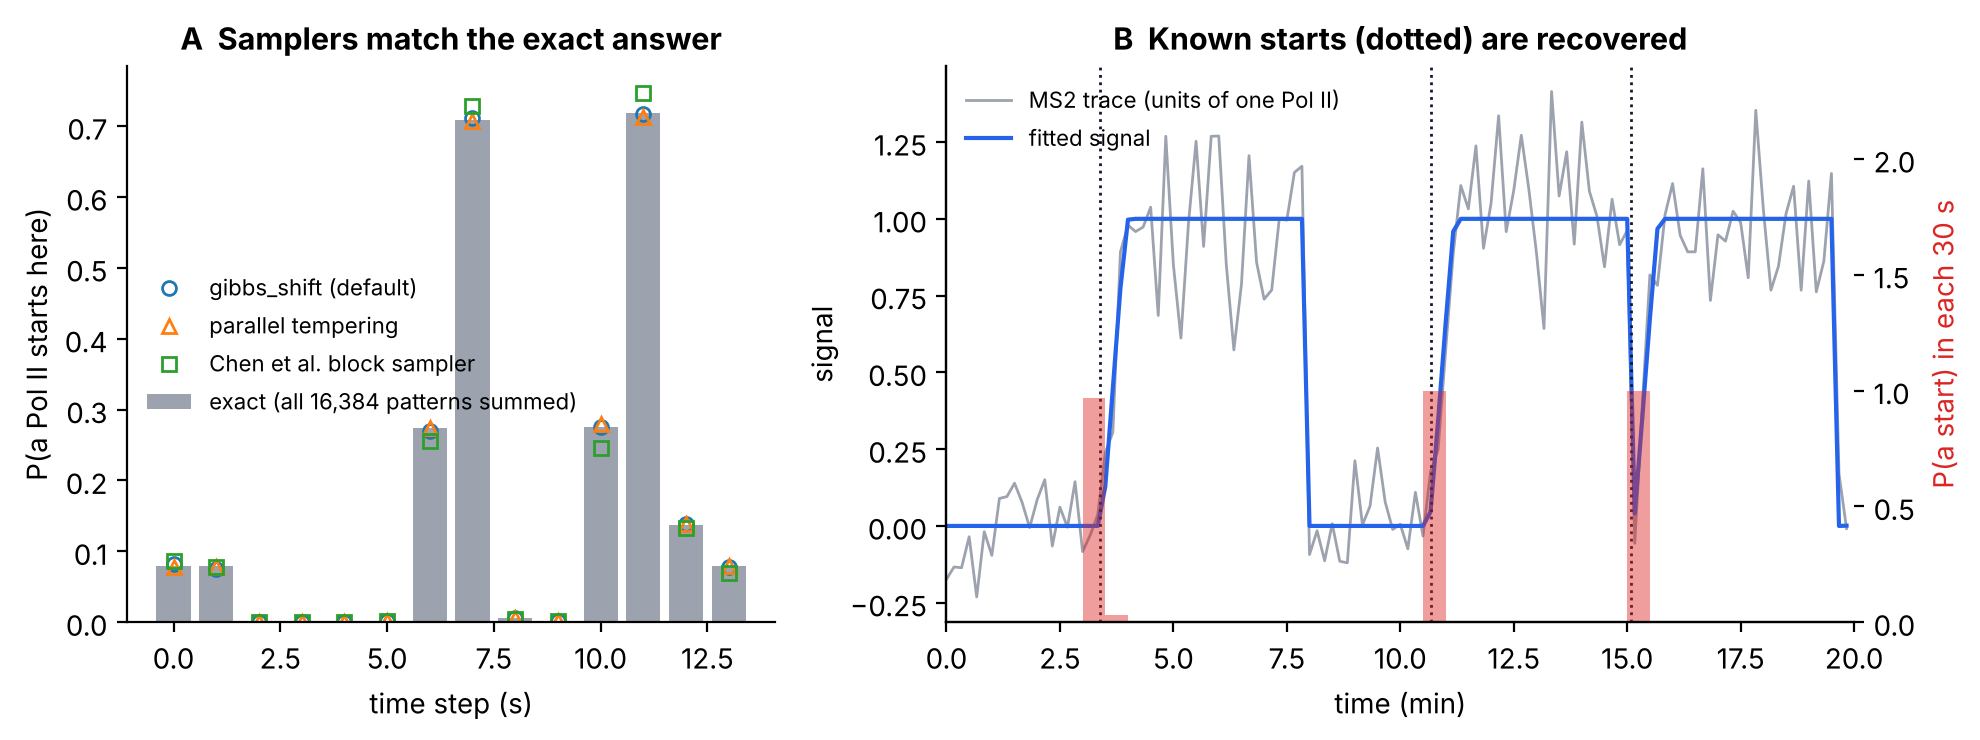 A Samplers match the exact answer
P(a Pol II starts here)
0.7
0.6
0.5
0.4
0.3
0.2
0.1
0.0
gibbs_shift (default)
parallel tempering
Chen et al. block sampler
exact (all 16,384 patterns summed)
0.0 2.5 5.0 7.5 10.0 12.5
time step (s)
B Known starts (dotted) are recovered
signal
1.25
1.00
0.75
0.50
0.25
0.00
−0.25
MS2 trace (units of one Pol II)
fitted signal
2.0
1.5
1.0
0.5
0.0
P(a start) in each 30 s
0.0 2.5 5.0 7.5 10.0 12.5 15.0 17.5 20.0
time (min)